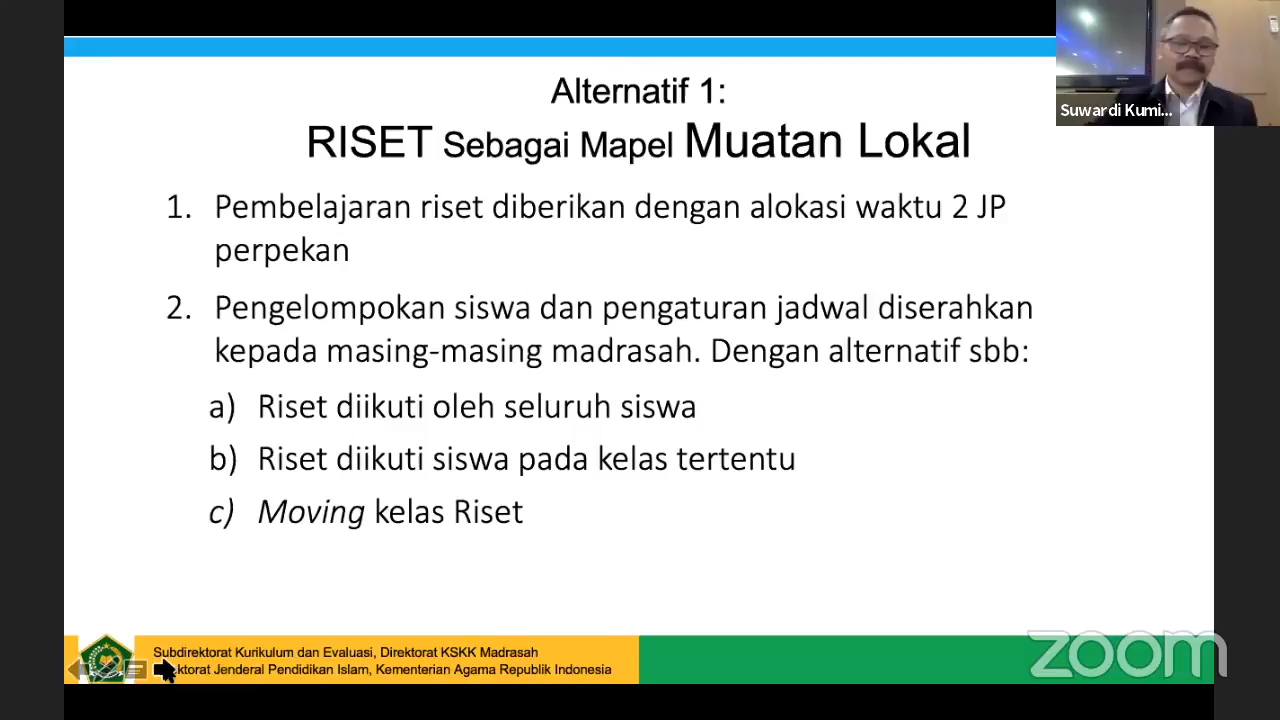 Alternatif 1:
RISET Sebagai Mapel Muatan Lokal
Suwardi Kumi...
1. Pembelajaran riset diberikan dengan alokasi waktu 2 JP
perpekan
2. Pengelompokan siswa dan pengaturan jadwal diserahkan
kepada masing-masing madrasah. Dengan alternatif sbb:
a) Riset diikuti oleh seluruh siswa
b) Riset diikuti siswa pada kelas tertentu
c) Moving kelas Riset
Subdirektorat Kurikulum dan Evaluasi, Direktorat KSKK Madrasah
Jenderal Pendidikan Islam, Kementerian Agama Republik Indonesia
zoom